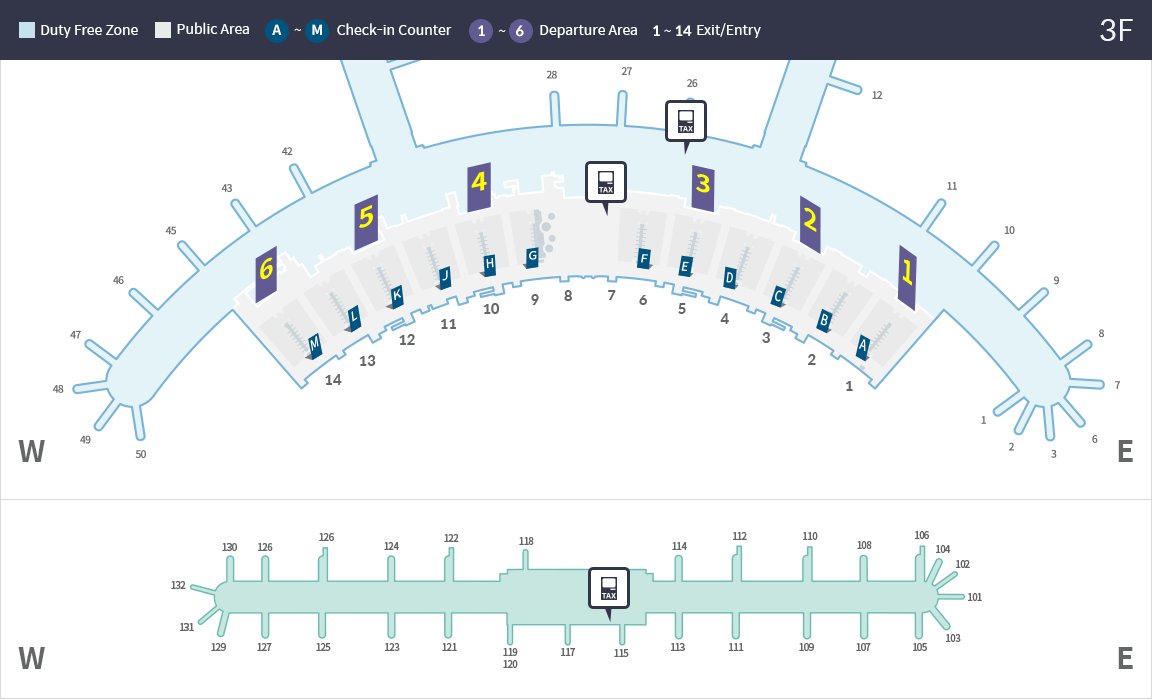 Duty Free Zone Public Area A ~ M Check-in Counter 1 ~ 6 Departure Area 1 ~ 14 Exit/Entry 3F
28 27 26 12
TAX
42 4 TAX 3 11
43 5 2
45 10
46 6 G F E 1 9
H D
J C
K
L B
M A
47 8
9 8 7 6
10 5
11 4
12 3
13 2
14 1
48 7
49 1 6
50 2 3
W E
130 126 126 124 122 118 114 112 110 108 106 104
102
132 TAX 101
131 103
129 127 125 123 121 119 117 115 113 111 109 107 105
120
W E